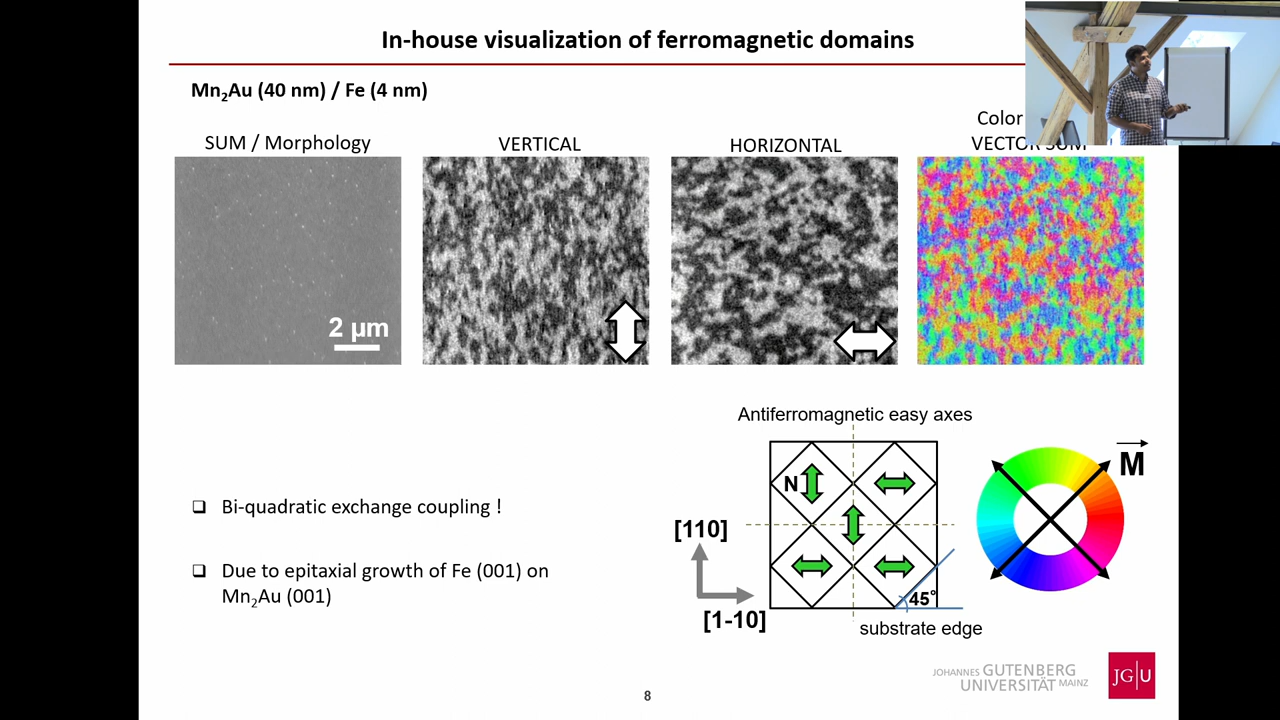 In-house visualization of ferromagnetic domains
Mn₂Au (40 nm) / Fe (4 nm)
SUM / Morphology
VERTICAL
HORIZONTAL
Color
VECTOR SUM
2 µm
Antiferromagnetic easy axes
N
M
[110]
[1-10]
45°
substrate edge
❑ Bi-quadratic exchange coupling !
❑ Due to epitaxial growth of Fe (001) on
Mn₂Au (001)
JOHANNES GUTENBERG
UNIVERSITÄT MAINZ
JG|U
8